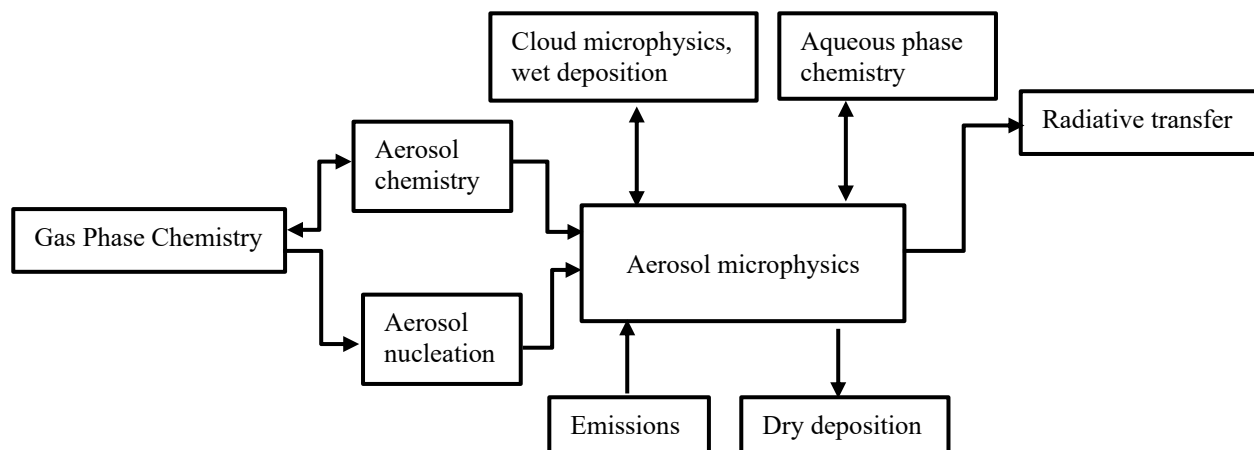 Cloud microphysics,
wet deposition
Aqueous phase
chemistry
Radiative transfer
Aerosol
chemistry
Gas Phase Chemistry
Aerosol microphysics
Aerosol
nucleation
Emissions
Dry deposition